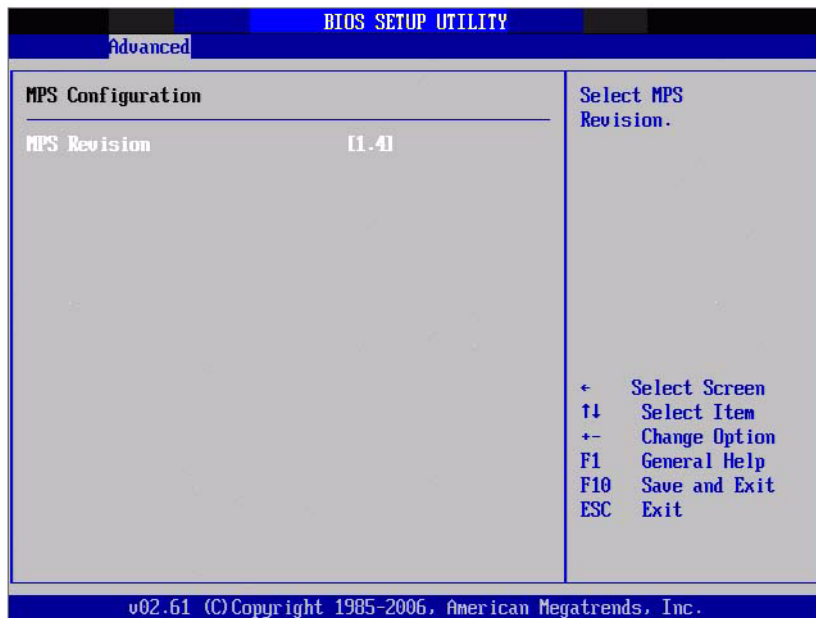 BIOS SETUP UTILITY
Advanced
MPS Configuration
MPS Revision [1.4]
Select MPS
Revision.
← Select Screen
↑↓ Select Item
+- Change Option
F1 General Help
F10 Save and Exit
ESC Exit
v02.61 (C)Copyright 1985-2006, American Megatrends, Inc.